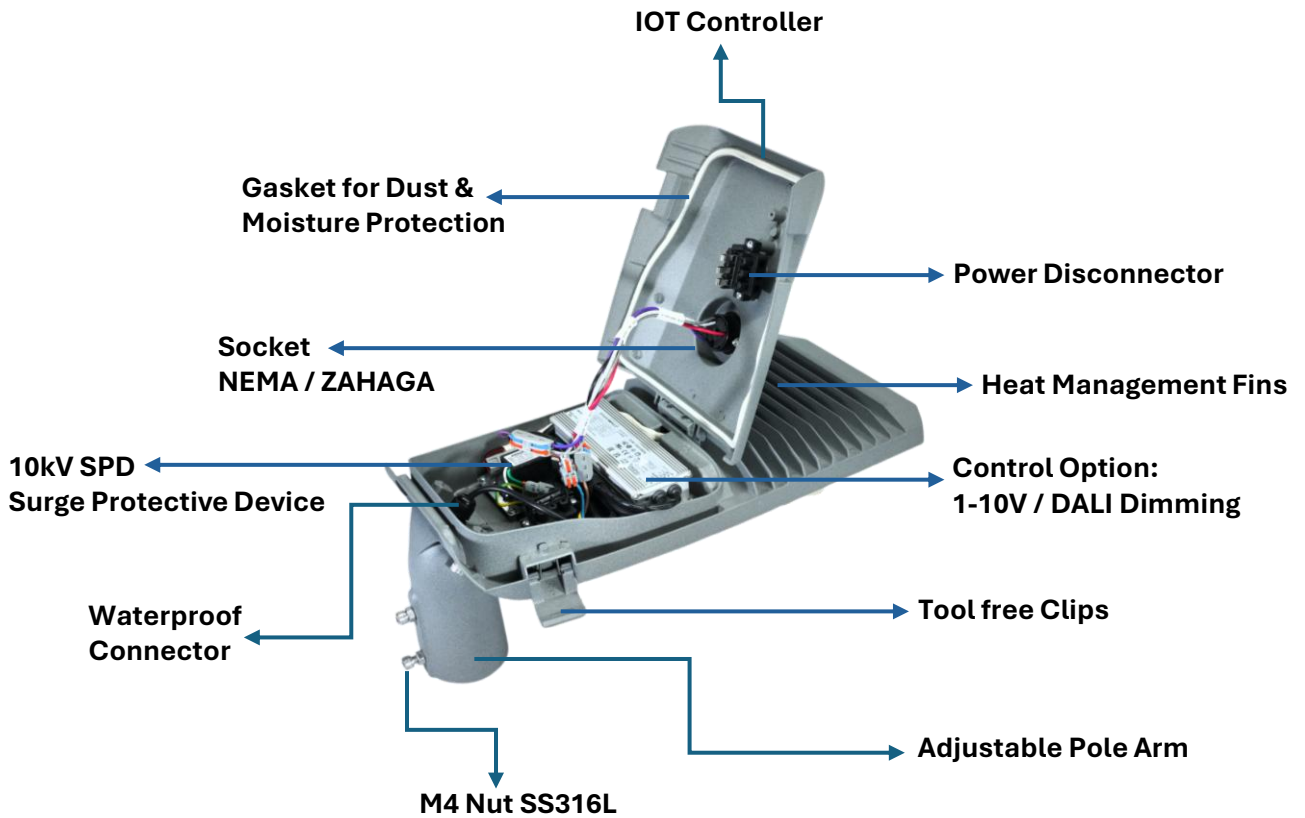 IOT Controller
Gasket for Dust &
Moisture Protection
Power Disconnector
Socket
NEMA / ZAHAGA
Heat Management Fins
10kV SPD
Surge Protective Device
Control Option:
1-10V / DALI Dimming
Waterproof
Connector
Tool free Clips
Adjustable Pole Arm
M4 Nut SS316L